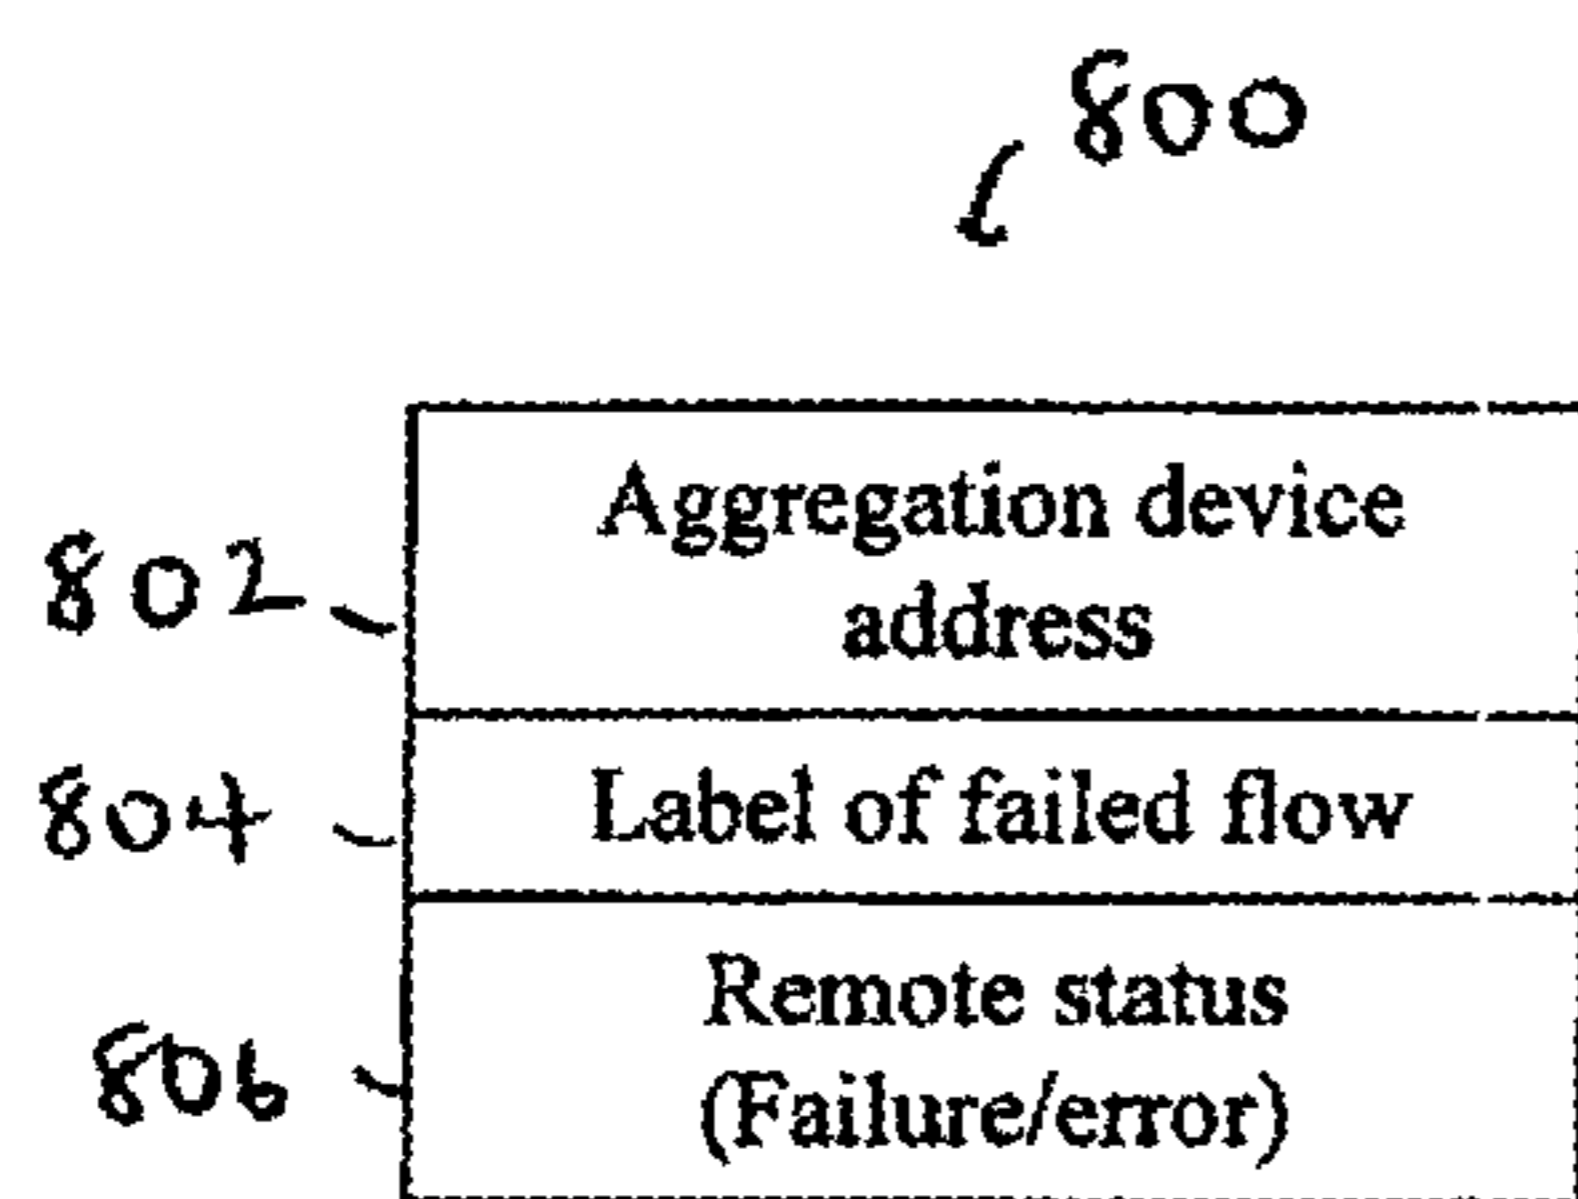 800
802
Aggregation device
address
804
Label of failed flow
806
Remote status
(Failure/error)